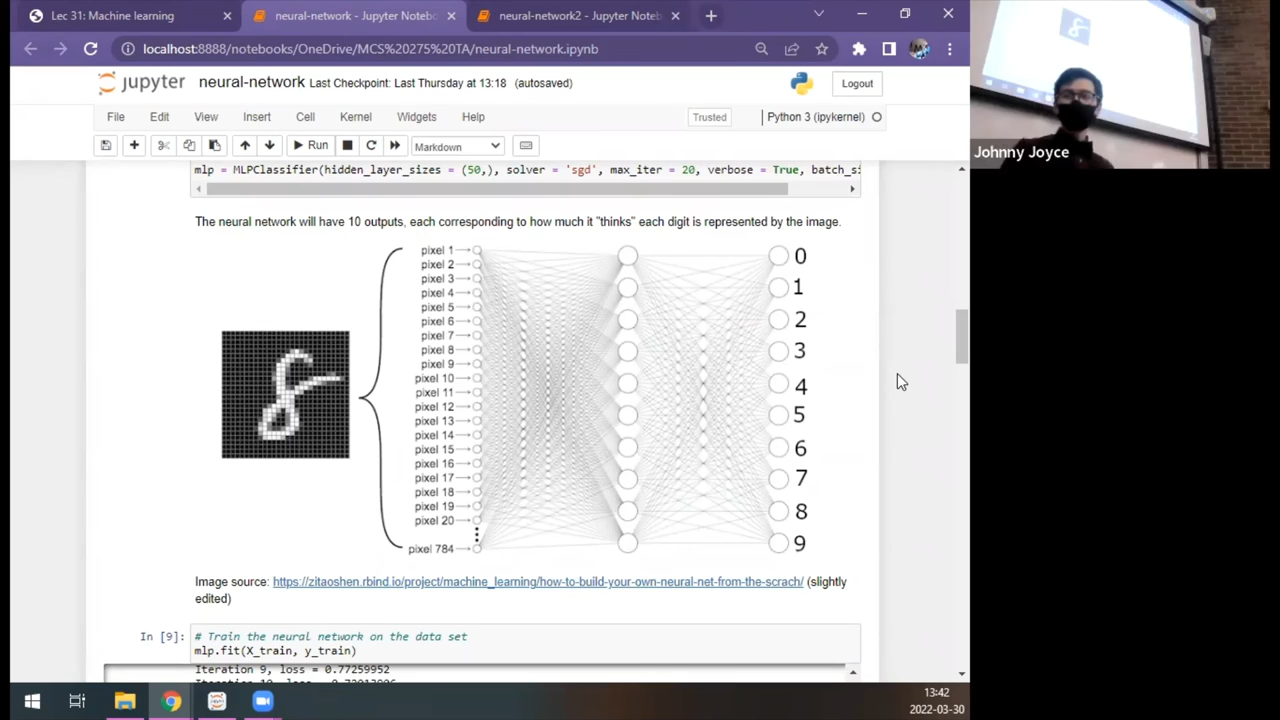 Lec 31: Machine learning
neural-network - Jupyter Notebo
neural-network2 - Jupyter Noteb
localhost:8888/notebooks/OneDrive/MCS%20275%20TA/neural-network.ipynb
jupyter neural-network Last Checkpoint: Last Thursday at 13:18 (autosaved)
Logout
File Edit View Insert Cell Kernel Widgets Help
Trusted
Python 3 (ipykernel)
Run
Markdown
mlp = MLPClassifier(hidden_layer_sizes = (50,), solver = 'sgd', max_iter = 20, verbose = True, batch_si
The neural network will have 10 outputs, each corresponding to how much it "thinks" each digit is represented by the image.
pixel 1
pixel 2
pixel 3
pixel 4
pixel 5
pixel 6
pixel 7
pixel 8
pixel 9
pixel 10
pixel 11
pixel 12
pixel 13
pixel 14
pixel 15
pixel 16
pixel 17
pixel 18
pixel 19
pixel 20
pixel 784
8
0
1
2
3
4
5
6
7
8
9
Image source: https://zitaoshen.rbind.io/project/machine_learning/how-to-build-your-own-neural-net-from-the-scrach/ (slightly
edited)
In [9]:
# Train the neural network on the data set
mlp.fit(X_train, y_train)
Iteration 9, loss = 0.77259952
13:42
2022-03-30
Johnny Joyce
8